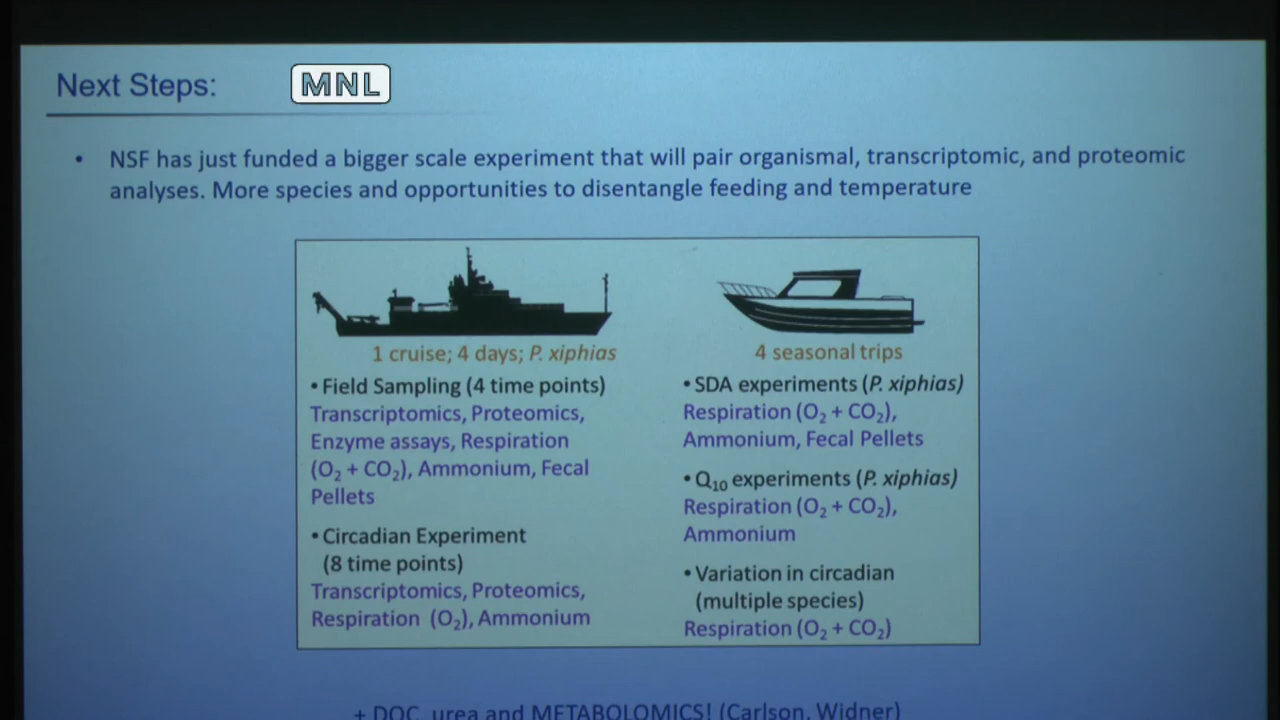 Next Steps:
MNL
• NSF has just funded a bigger scale experiment that will pair organismal, transcriptomic, and proteomic
analyses. More species and opportunities to disentangle feeding and temperature
1 cruise; 4 days; P. xiphias
• Field Sampling (4 time points)
Transcriptomics, Proteomics,
Enzyme assays, Respiration
(O₂ + CO₂), Ammonium, Fecal
Pellets
• Circadian Experiment
(8 time points)
Transcriptomics, Proteomics,
Respiration (O₂), Ammonium
4 seasonal trips
• SDA experiments (P. xiphias)
Respiration (O₂ + CO₂),
Ammonium, Fecal Pellets
• Q₁₀ experiments (P. xiphias)
Respiration (O₂ + CO₂),
Ammonium
• Variation in circadian
(multiple species)
Respiration (O₂ + CO₂)
+ DOC, urea and METABOLOMICS! (Carlson, Widner)